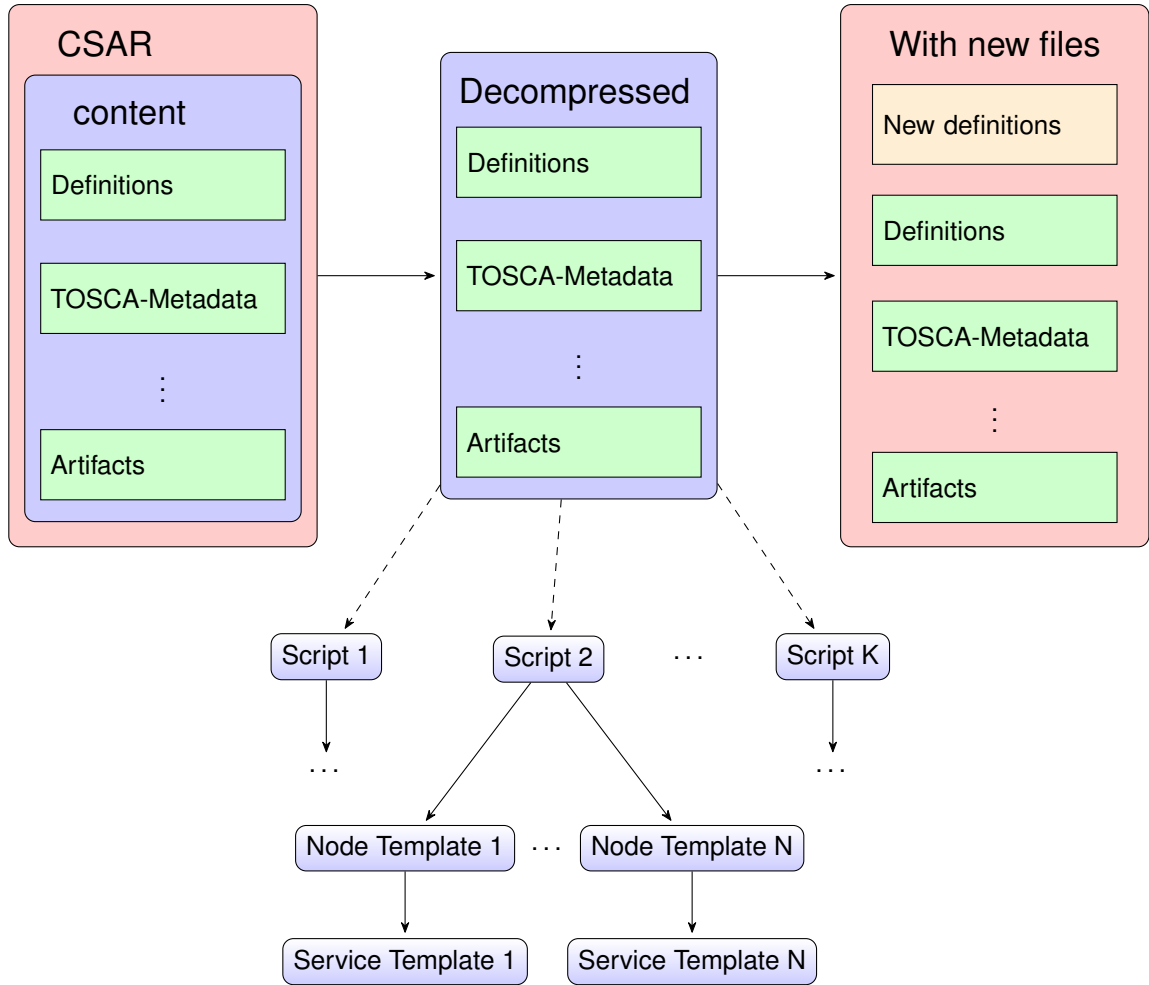 CSAR
content
Definitions
TOSCA-Metadata
⋮
Artifacts
Decompressed
Definitions
TOSCA-Metadata
⋮
Artifacts
With new files
New definitions
Definitions
TOSCA-Metadata
⋮
Artifacts
Script 1
Script 2
...
Script K
...
...
Node Template 1
...
Node Template N
Service Template 1
Service Template N